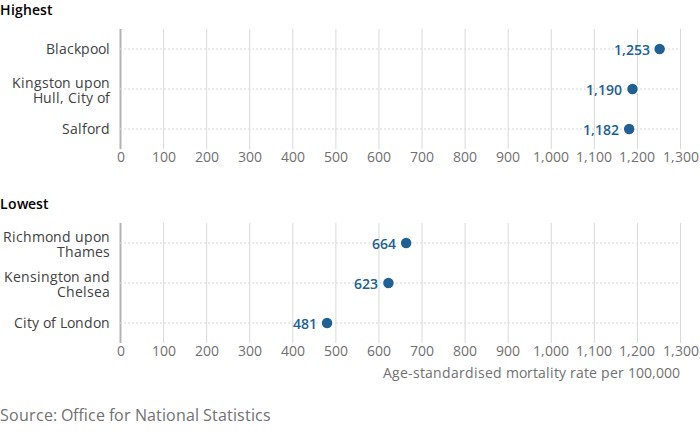 Highest
Blackpool
1,253
Kingston upon
Hull, City of
1,190
Salford
1,182
0 100 200 300 400 500 600 700 800 900 1,000 1,100 1,200 1,300
Lowest
Richmond upon
Thames
664
Kensington and
Chelsea
623
City of London
481
0 100 200 300 400 500 600 700 800 900 1,000 1,100 1,200 1,300
Age-standardised mortality rate per 100,000
Source: Office for National Statistics